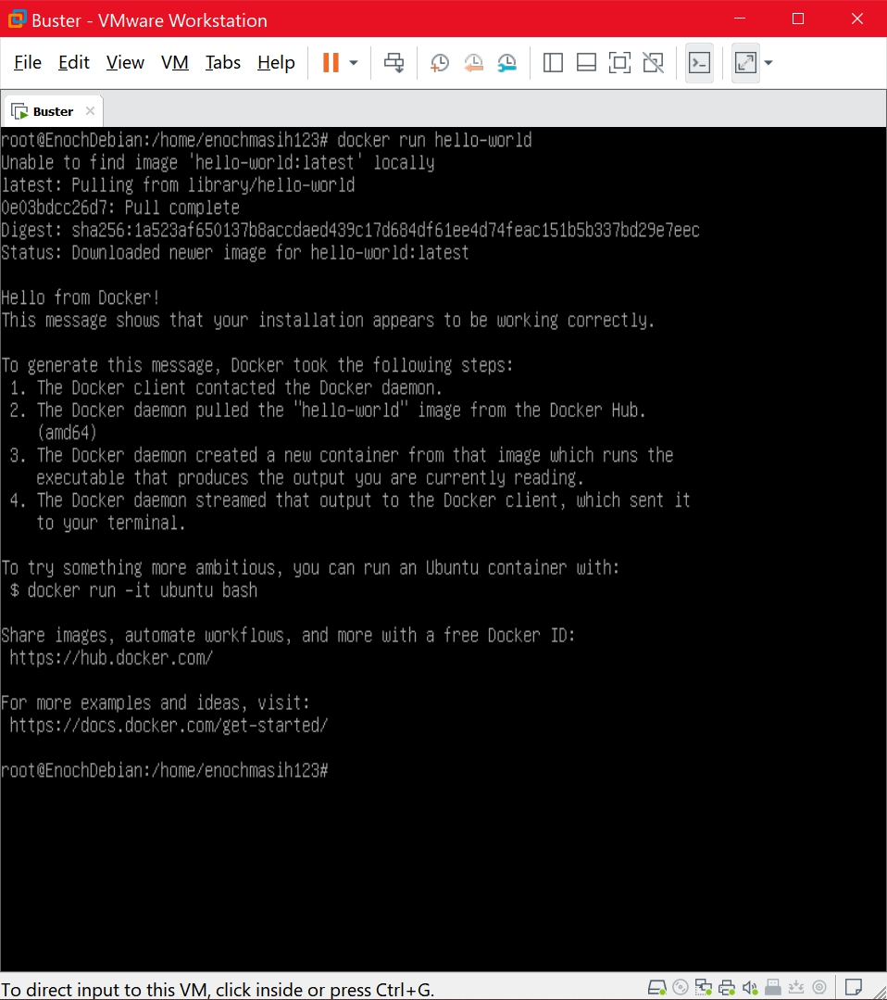 Buster - VMware Workstation
File Edit View VM Tabs Help
Buster
root@EnochDebian:/home/enochmasih123# docker run hello-world
Unable to find image 'hello-world:latest' locally
latest: Pulling from library/hello-world
0e03bdcc26d7: Pull complete
Digest: sha256:1a523af650137b8accdaed439c17d684df61ee4d74feac151b5b337bd29e7eec
Status: Downloaded newer image for hello-world:latest
Hello from Docker!
This message shows that your installation appears to be working correctly.
To generate this message, Docker took the following steps:
1. The Docker client contacted the Docker daemon.
2. The Docker daemon pulled the "hello-world" image from the Docker Hub.
(amd64)
3. The Docker daemon created a new container from that image which runs the
executable that produces the output you are currently reading.
4. The Docker daemon streamed that output to the Docker client, which sent it
to your terminal.
To try something more ambitious, you can run an Ubuntu container with:
$ docker run -it ubuntu bash
Share images, automate workflows, and more with a free Docker ID:
https://hub.docker.com/
For more examples and ideas, visit:
https://docs.docker.com/get-started/
root@EnochDebian:/home/enochmasih123#
To direct input to this VM, click inside or press Ctrl+G.